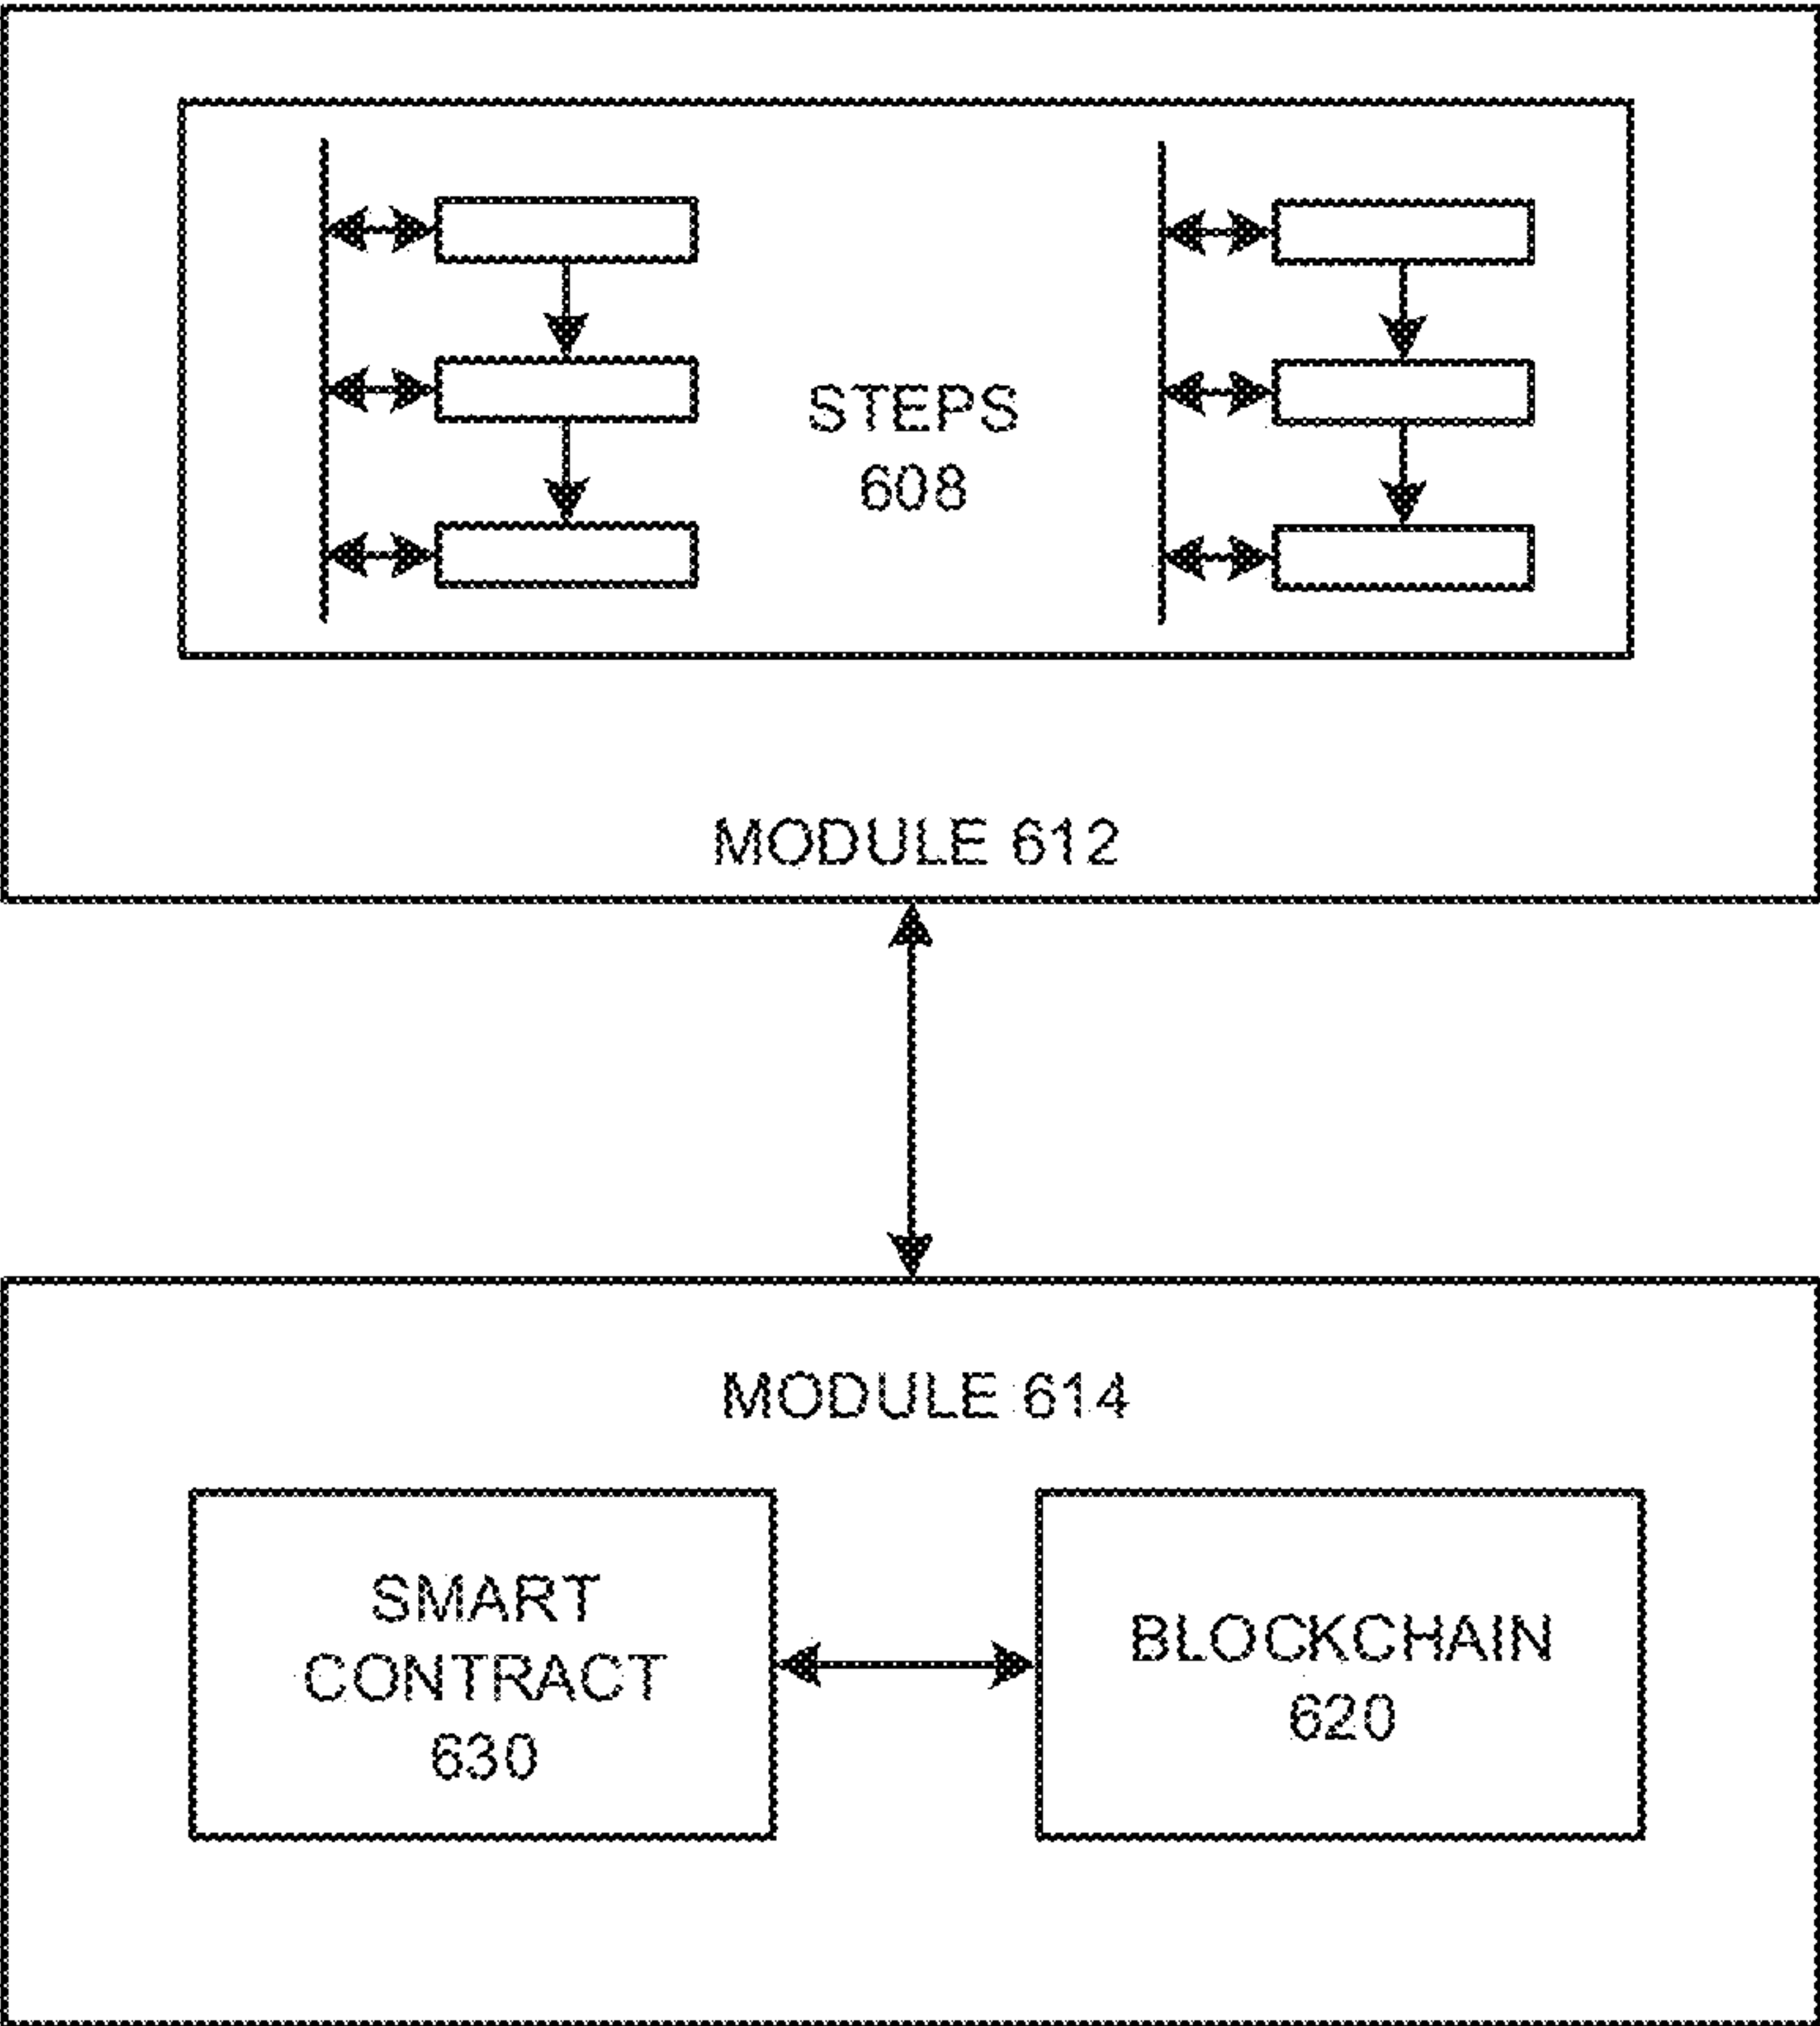 STEPS
608
MODULE 612
MODULE 614
SMART
CONTRACT
630
BLOCKCHAIN
620